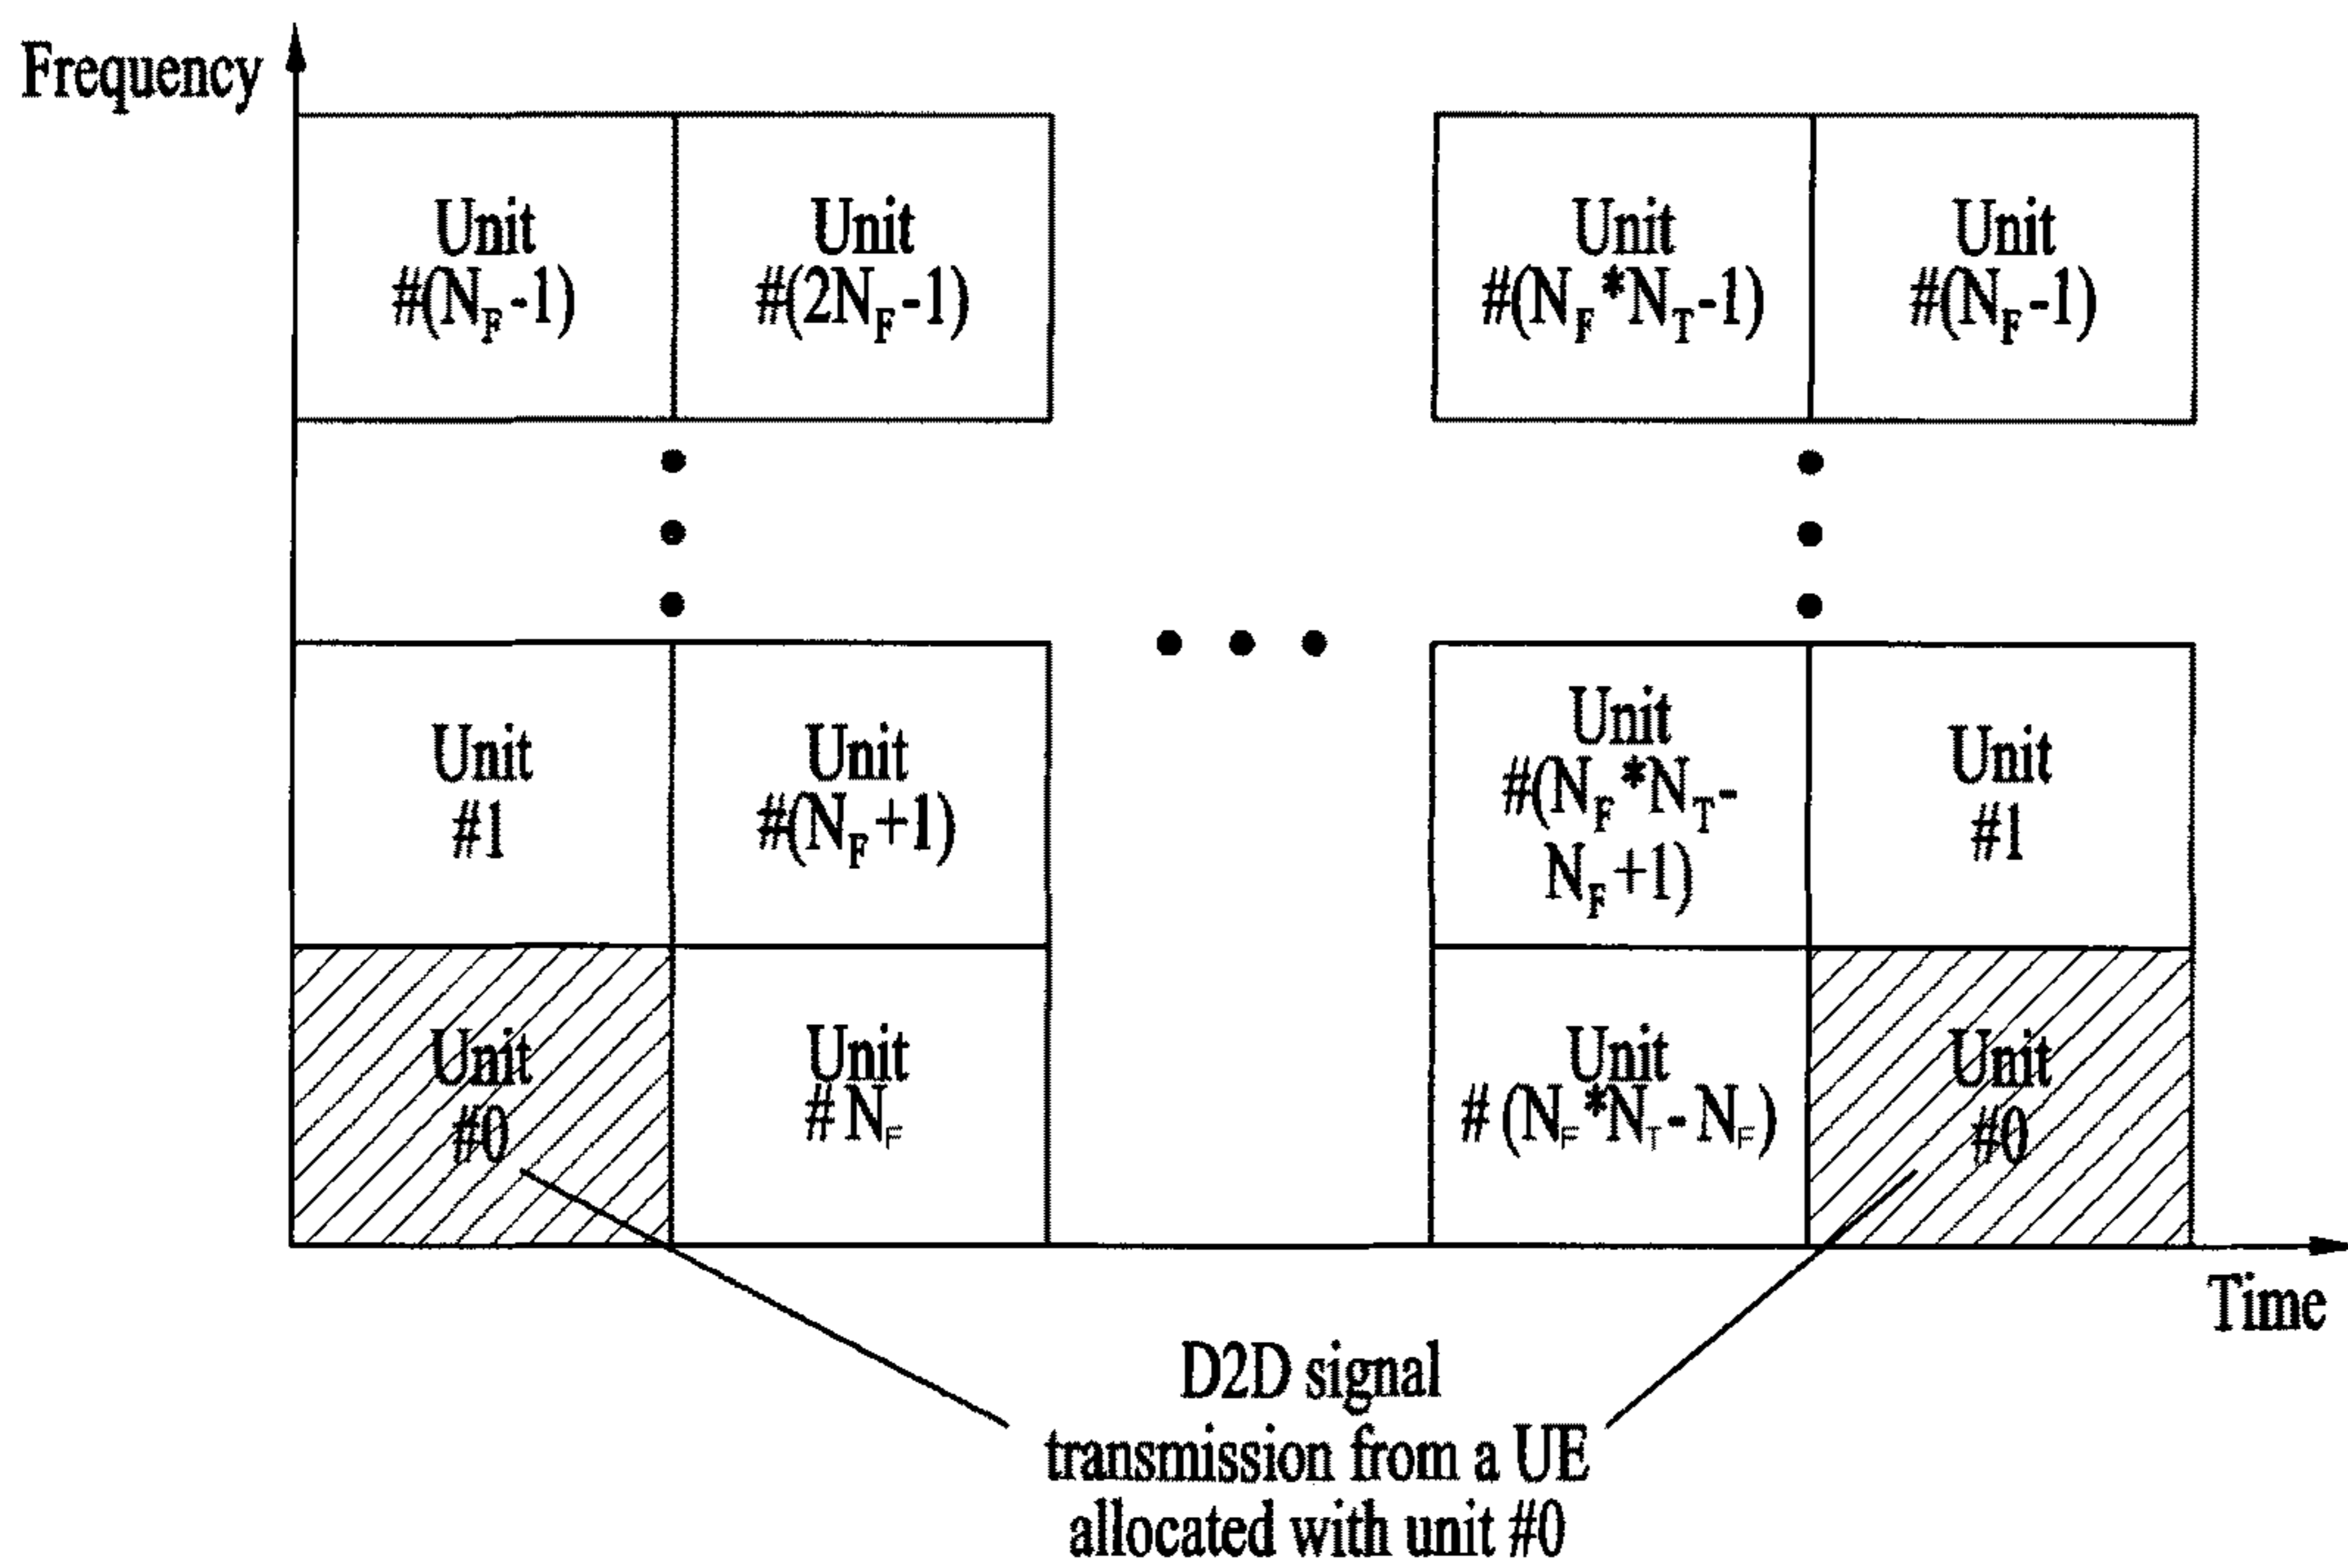 Frequency
Unit
#(N_F-1)
Unit
#(2N_F-1)
Unit
#(N_F*N_T-1)
Unit
#(N_F-1)
Unit
#1
Unit
#(N_F+1)
Unit
#(N_F*N_T-
N_F+1)
Unit
#1
Unit
#0
Unit
# N_F
Unit
# (N_F*N_T- N_F)
Unit
#0
Time
D2D signal
transmission from a UE
allocated with unit #0